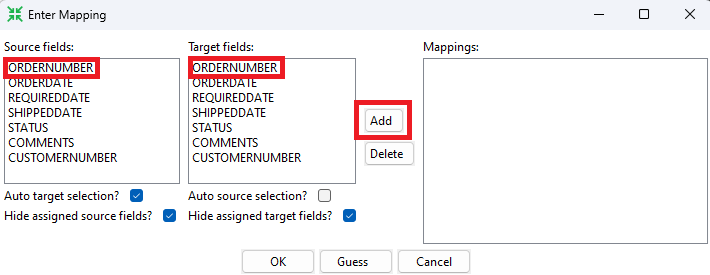 Enter Mapping
Source fields:
Target fields:
Mappings:
ORDERNUMBER
ORDERDATE
REQUIREDDATE
SHIPPEDDATE
STATUS
COMMENTS
CUSTOMERNUMBER
ORDERNUMBER
ORDERDATE
REQUIREDDATE
SHIPPEDDATE
STATUS
COMMENTS
CUSTOMERNUMBER
Add
Delete
Auto target selection?
Auto source selection?
Hide assigned source fields?
Hide assigned target fields?
OK
Guess
Cancel